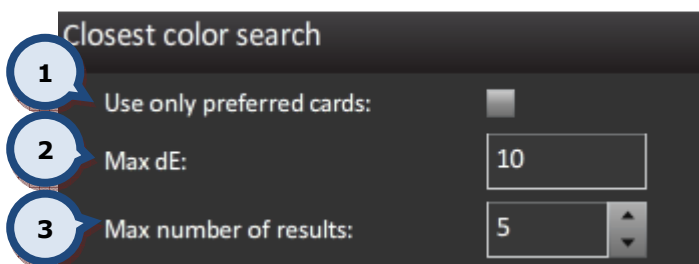 Closest color search
1
Use only preferred cards:
2
Max dE: 10
3
Max number of results: 5